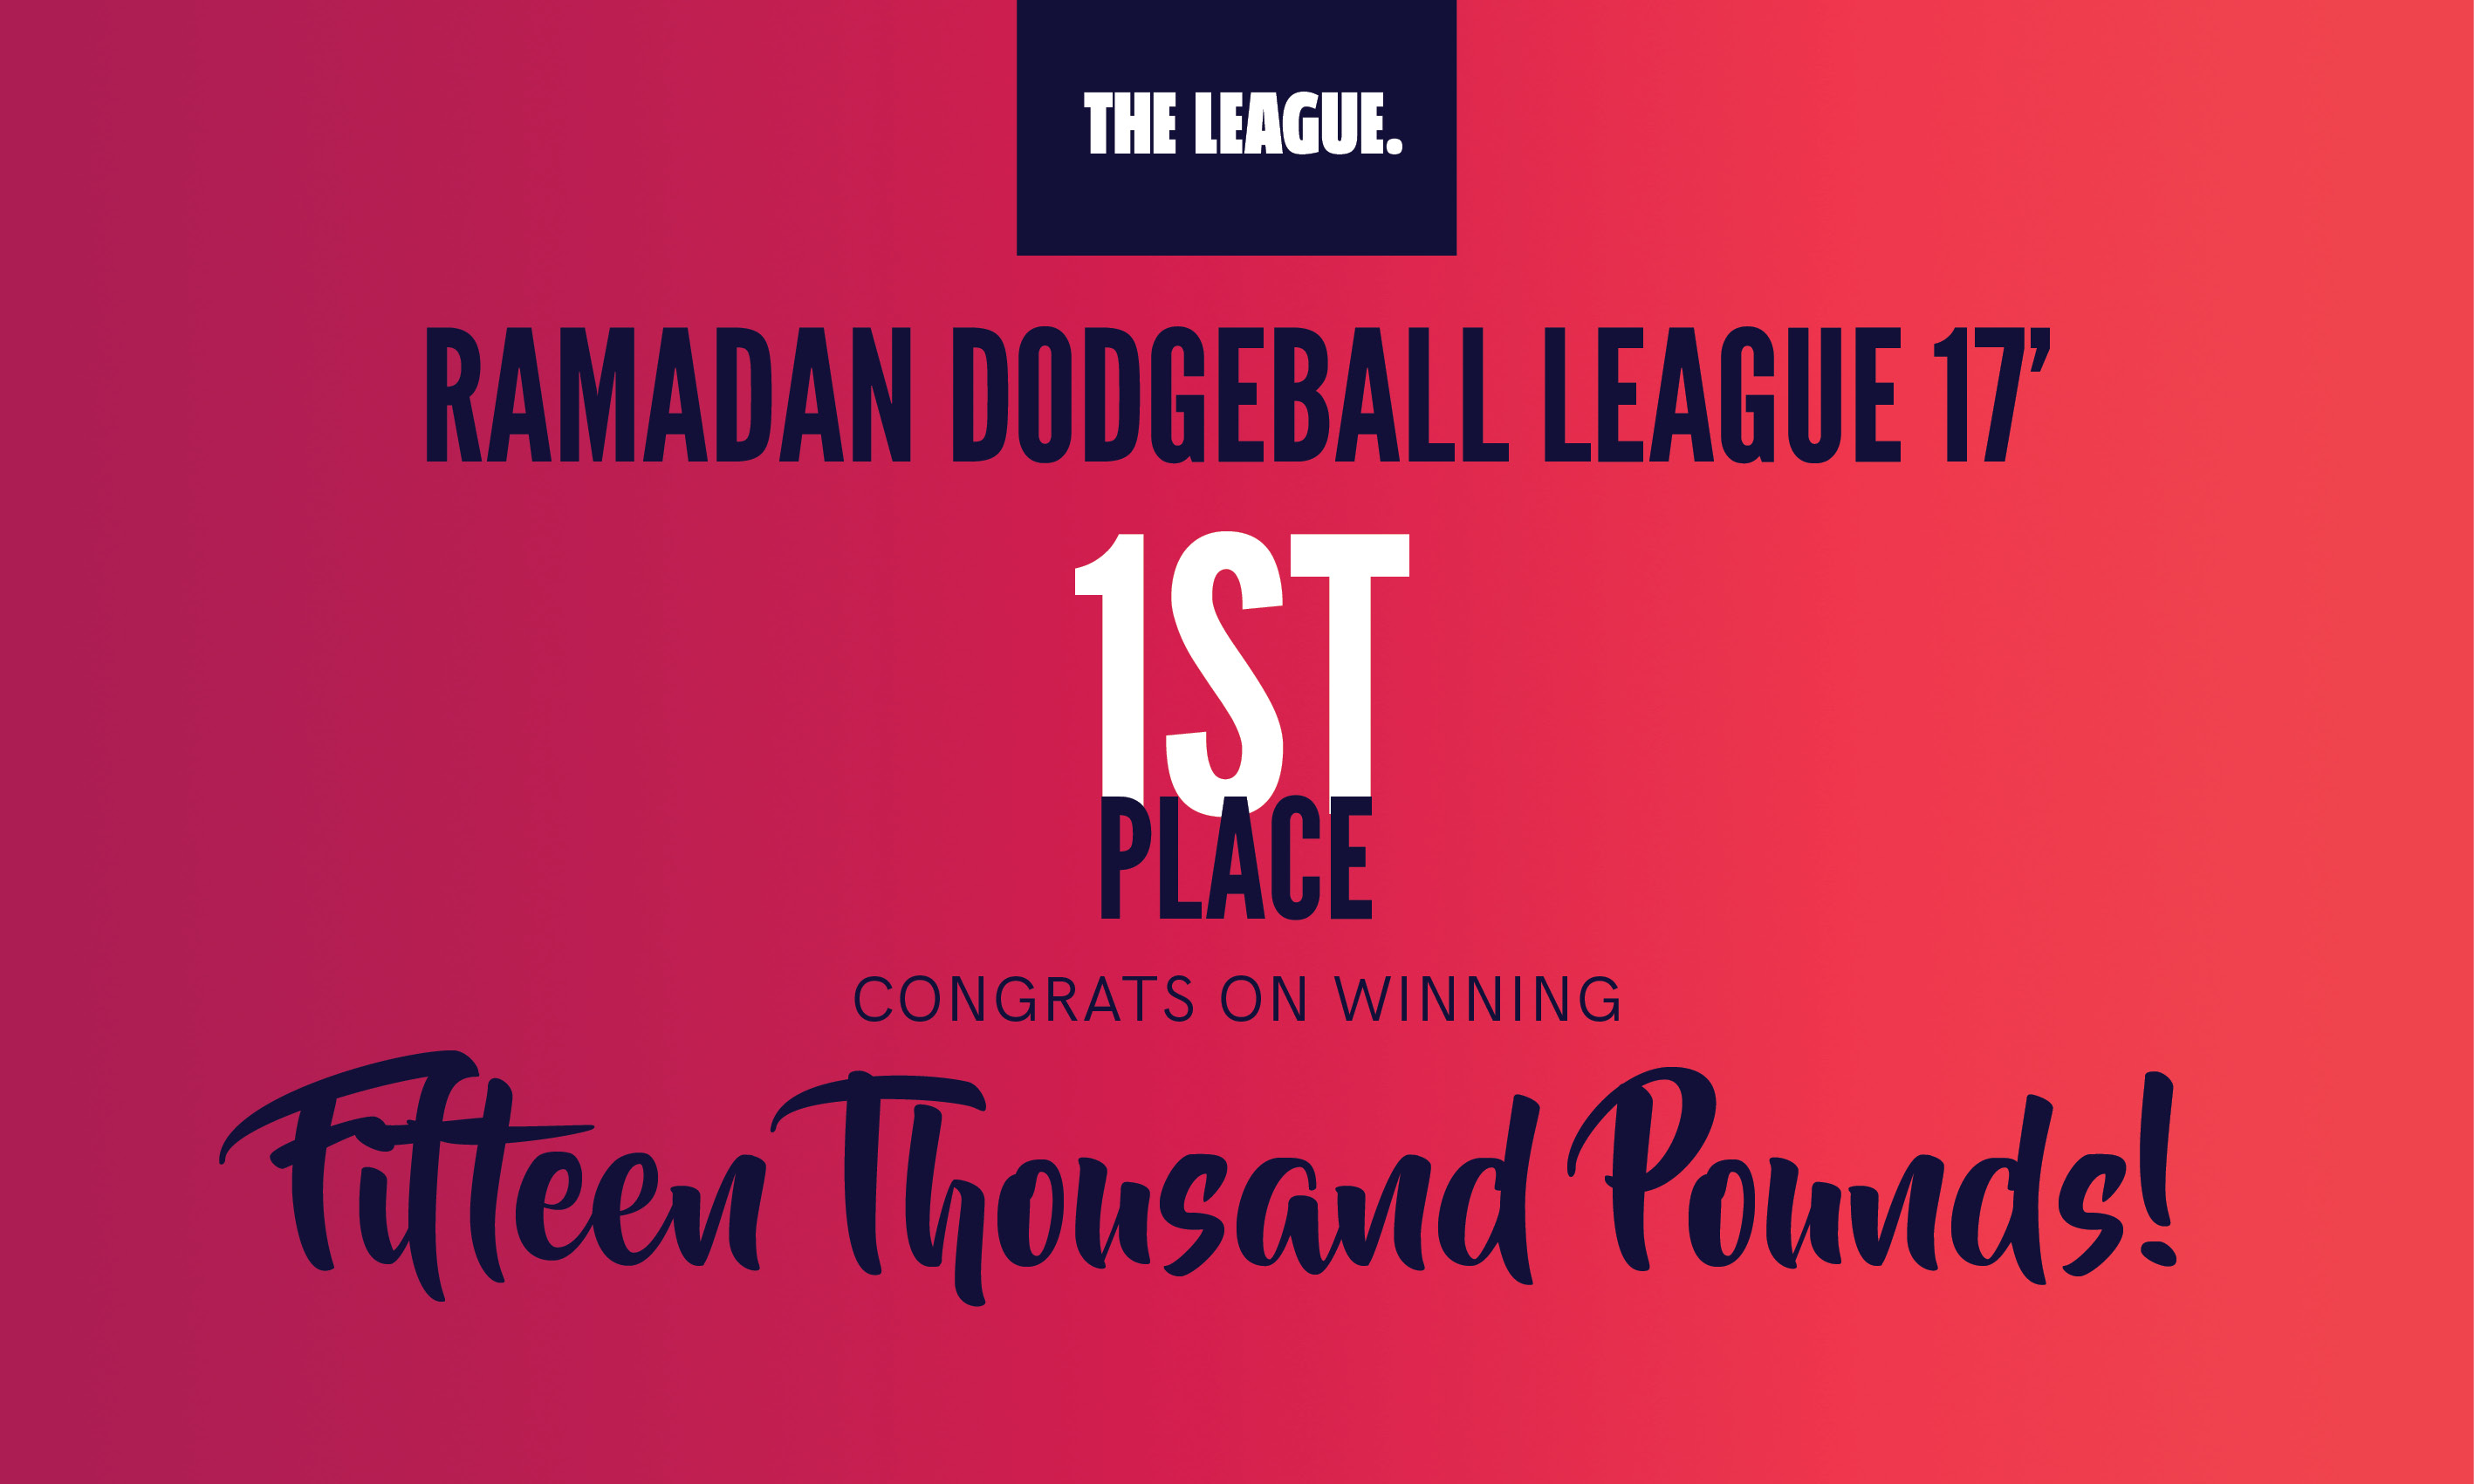 THE LEAGUE.
RAMADAN DODGEBALL LEAGUE 17’
1ST
PLACE
CONGRATS ON WINNING
Fifteen Thousand Pounds!